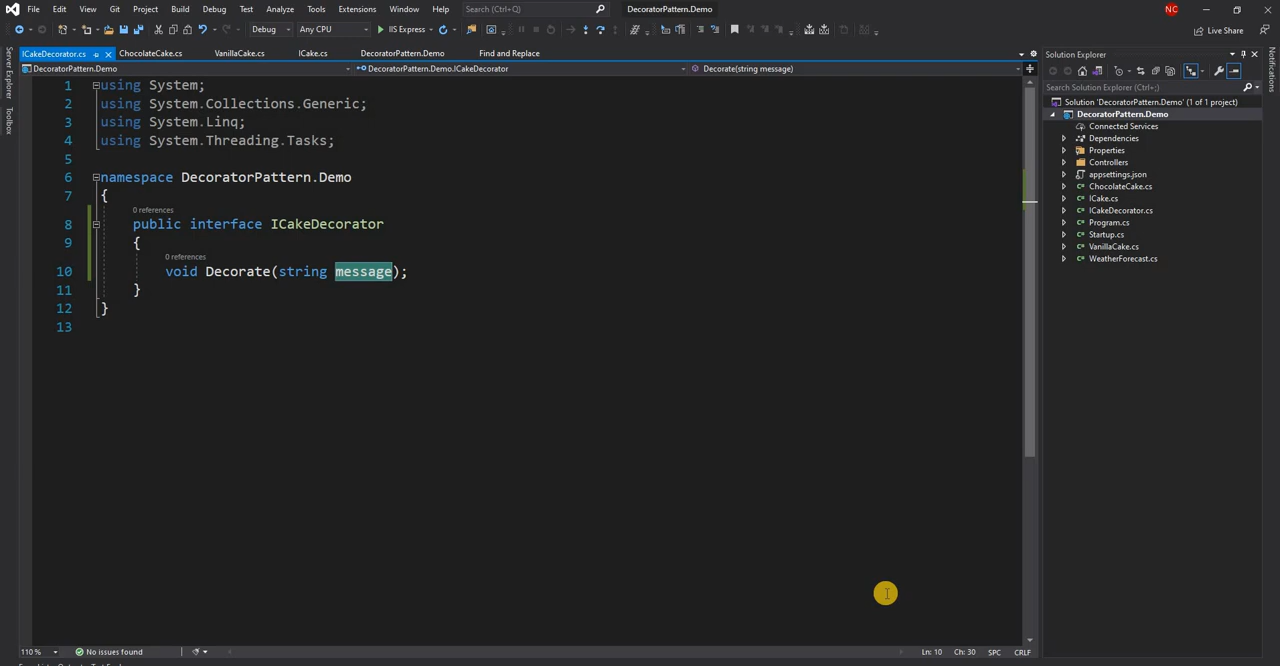 File Edit View Git Project Build Debug Test Analyze Tools Extensions Window Help Search (Ctrl+Q) DecoratorPattern.Demo NC
Debug Any CPU IIS Express Live Share
ICakeDecorator.cs ChocolateCake.cs VanillaCake.cs ICake.cs DecoratorPattern.Demo Find and Replace
DecoratorPattern.Demo DecoratorPattern.Demo.ICakeDecorator Decorate(string message)
Server Explorer
Toolbox
1 using System;
2 using System.Collections.Generic;
3 using System.Linq;
4 using System.Threading.Tasks;
5
6 namespace DecoratorPattern.Demo
7 {
0 references
8 public interface ICakeDecorator
9 {
0 references
10 void Decorate(string message);
11 }
12 }
13
110 % No issues found Ln: 10 Ch: 30 SPC CRLF
Solution Explorer
Search Solution Explorer (Ctrl+;)
Solution 'DecoratorPattern.Demo' (1 of 1 project)
DecoratorPattern.Demo
Connected Services
Dependencies
Properties
Controllers
appsettings.json
ChocolateCake.cs
ICake.cs
ICakeDecorator.cs
Program.cs
Startup.cs
VanillaCake.cs
WeatherForecast.cs
Notifications